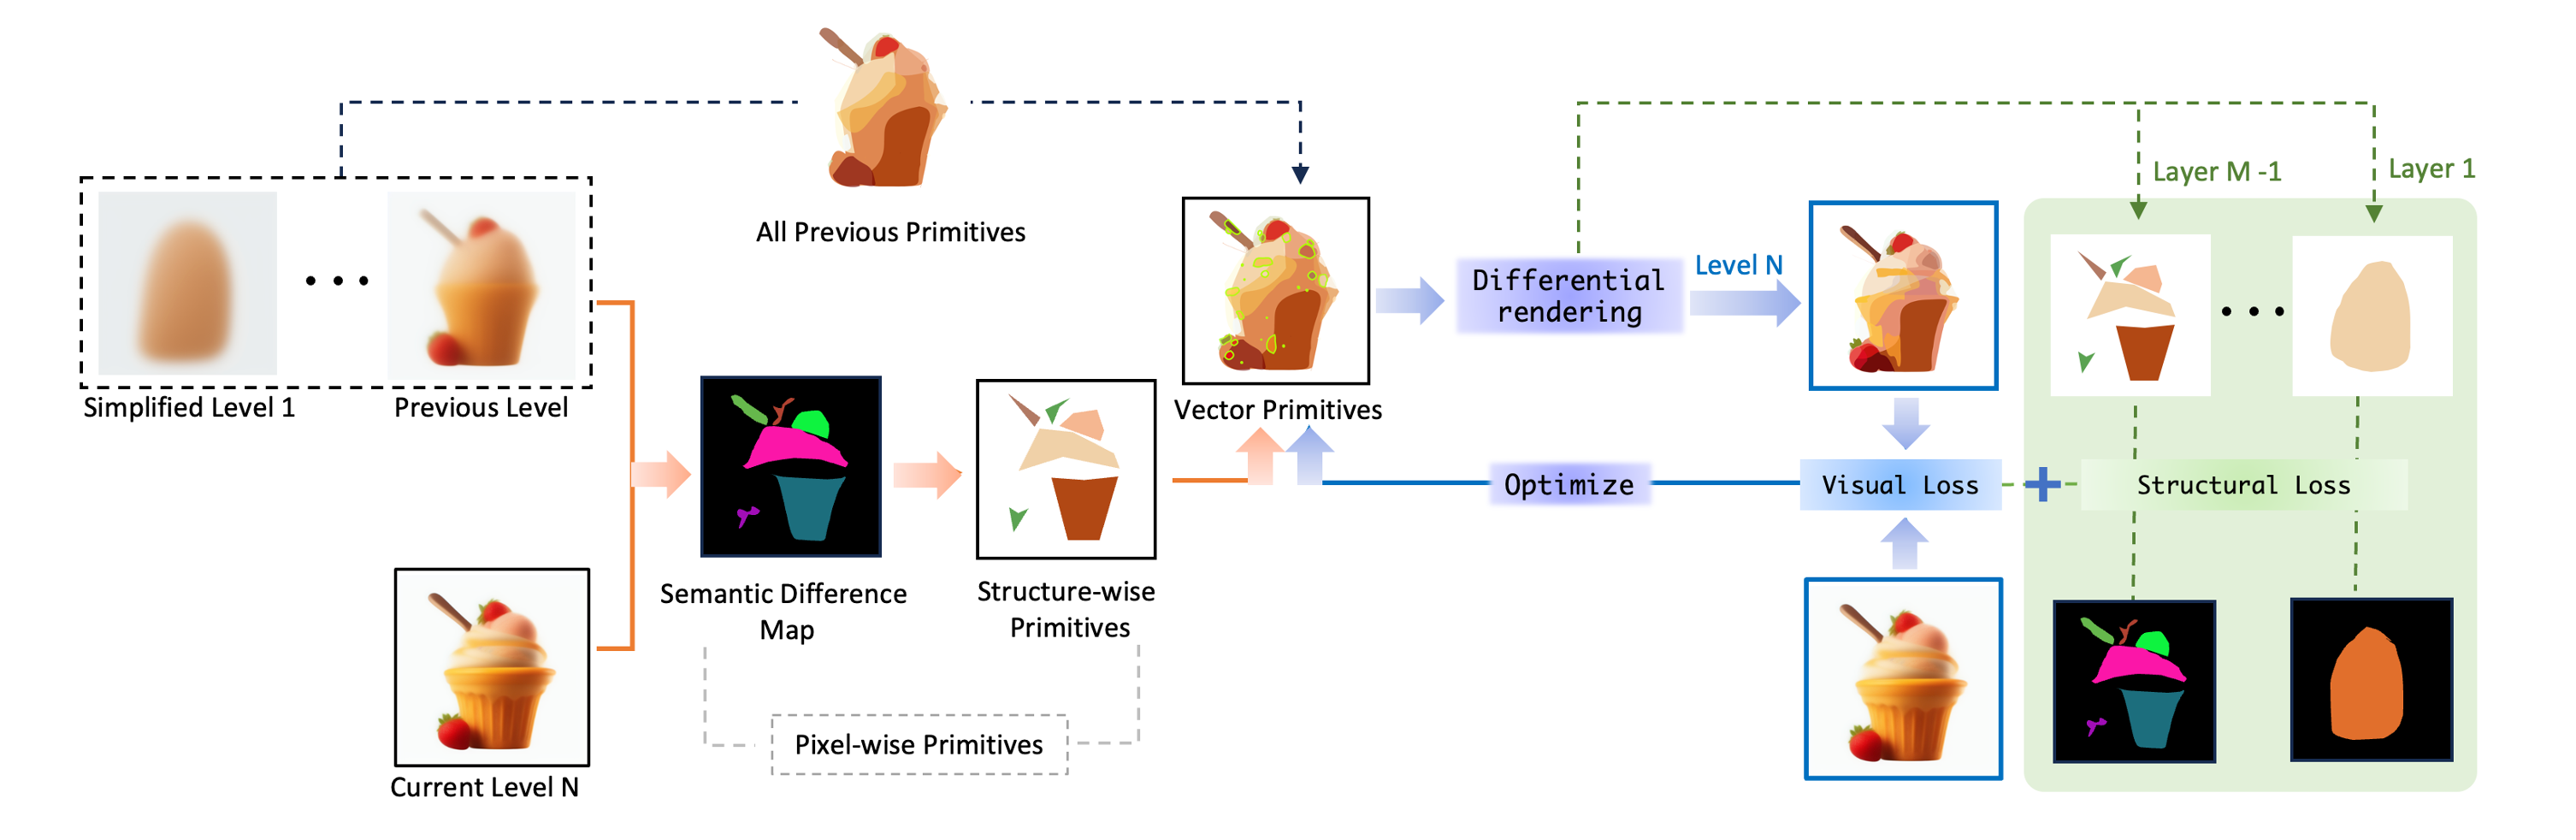 All Previous Primitives
Simplified Level 1
Previous Level
Current Level N
Semantic Difference
Map
Structure-wise
Primitives
Pixel-wise Primitives
Vector Primitives
Differential
rendering
Level N
Optimize
Visual Loss
Structural Loss
Layer M -1
Layer 1